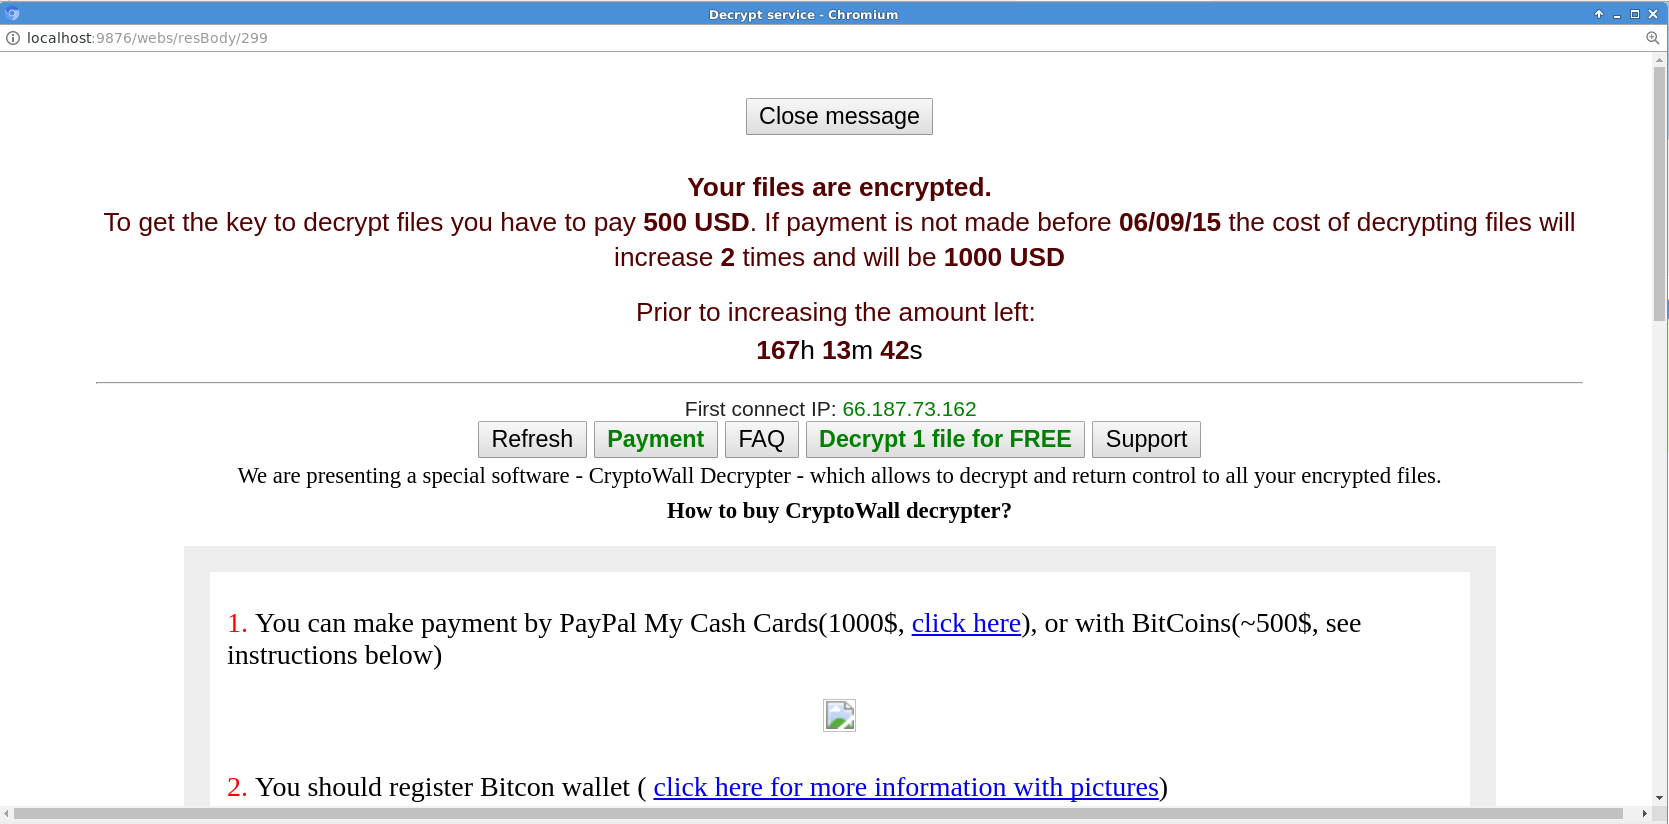 Decrypt service - Chromium
localhost:9876/webs/resBody/299
Close message
Your files are encrypted.
To get the key to decrypt files you have to pay 500 USD. If payment is not made before 06/09/15 the cost of decrypting files will
increase 2 times and will be 1000 USD
Prior to increasing the amount left:
167h 13m 42s
First connect IP: 66.187.73.162
Refresh Payment FAQ Decrypt 1 file for FREE Support
We are presenting a special software - CryptoWall Decrypter - which allows to decrypt and return control to all your encrypted files.
How to buy CryptoWall decrypter?
1. You can make payment by PayPal My Cash Cards(1000$, click here), or with BitCoins(~500$, see
instructions below)
2. You should register Bitcon wallet ( click here for more information with pictures)